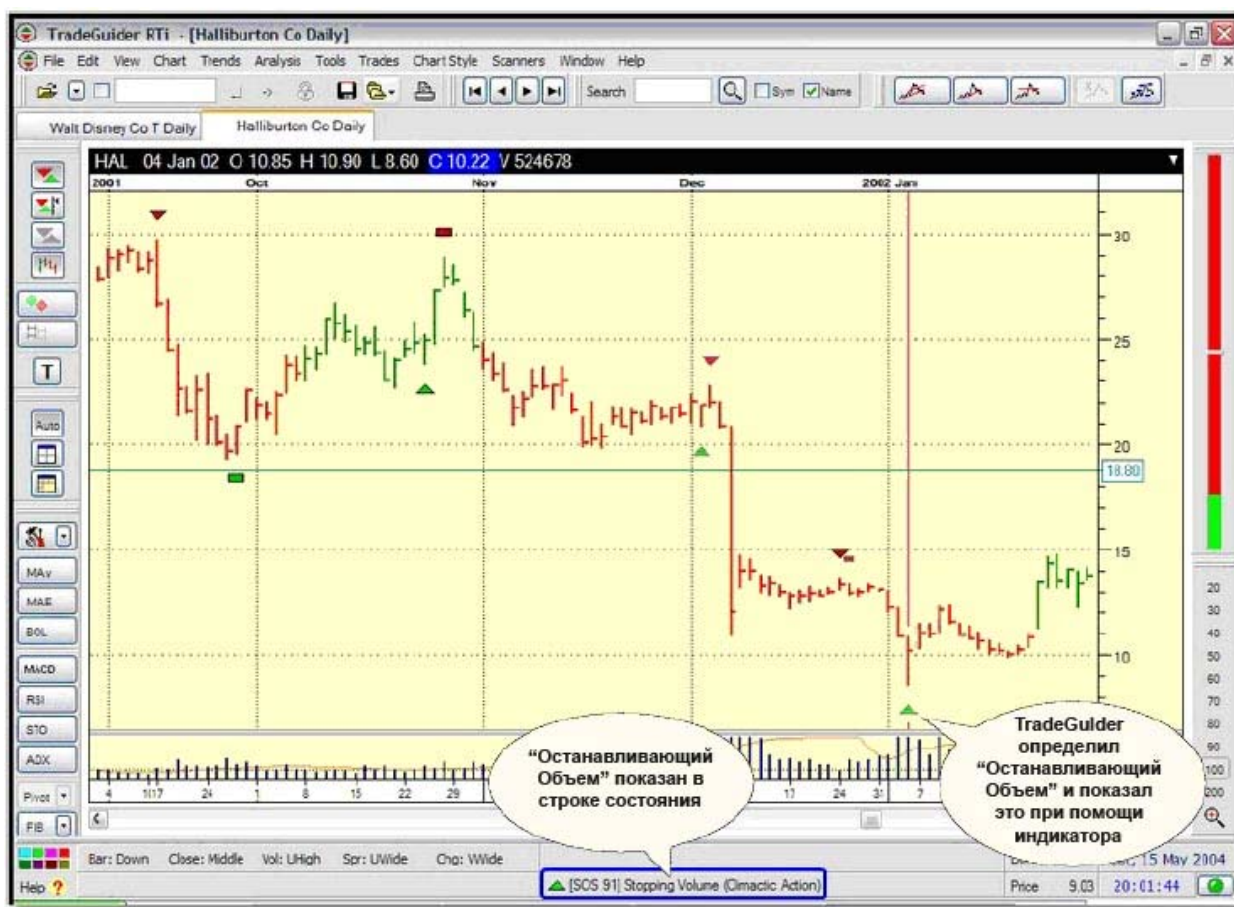 TradeGuider RTi - [Halliburton Co Daily]
File Edit View Chart Trends Analysis Tools Trades Chart Style Scanners Window Help
Search Sym Name
Walt Disney Co T Daily Halliburton Co Daily
HAL 04 Jan 02 O 10.85 H 10.90 L 8.60 C 10.22 V 524678
2001 Oct Nov Dec 2002 Jan
30
25
20
18.80
15
10
T
Auto
MAv
MAE
BOL
MACD
RSI
STO
ADX
Pivot
FIB
20
30
40
50
60
70
80
90
100
200
4 10 17 24 1 8 15 22 29 17 24 31 7
“Останавливающий
Объем” показан в
строке состояния
TradeGuider
определил
“Останавливающий
Объем” и показал
это при помощи
индикатора
Bar: Down Close: Middle Vol: UHigh Spr: UWide Chg: WWide
15 May 2004
Help ?
[SOS 91] Stopping Volume (Climactic Action)
Price 9.03 20:01:44